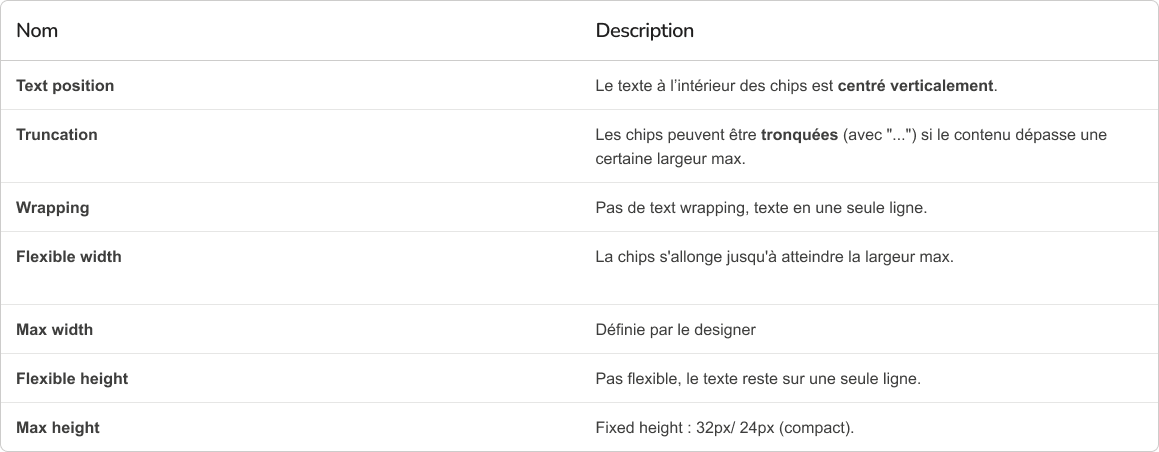 Nom Description
Text position Le texte à l’intérieur des chips est centré verticalement.
Truncation Les chips peuvent être tronquées (avec "...") si le contenu dépasse une
certaine largeur max.
Wrapping Pas de text wrapping, texte en une seule ligne.
Flexible width La chips s'allonge jusqu'à atteindre la largeur max.
Max width Définie par le designer
Flexible height Pas flexible, le texte reste sur une seule ligne.
Max height Fixed height : 32px/ 24px (compact).